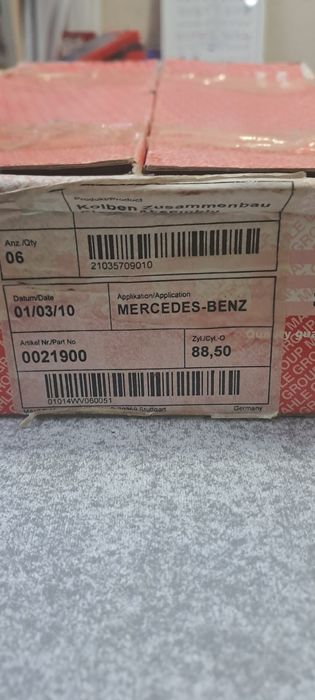 Produkt/Product
Kolben Zusammenbau
Anz./Qty
06
21035709010
Datum/Date
01/03/10
Applikation/Application
MERCEDES-BENZ
Artikel Nr/Part No
0021900
Zyl./Cyl.-O
88,50
01014WV060051
Stuttgart
Germany